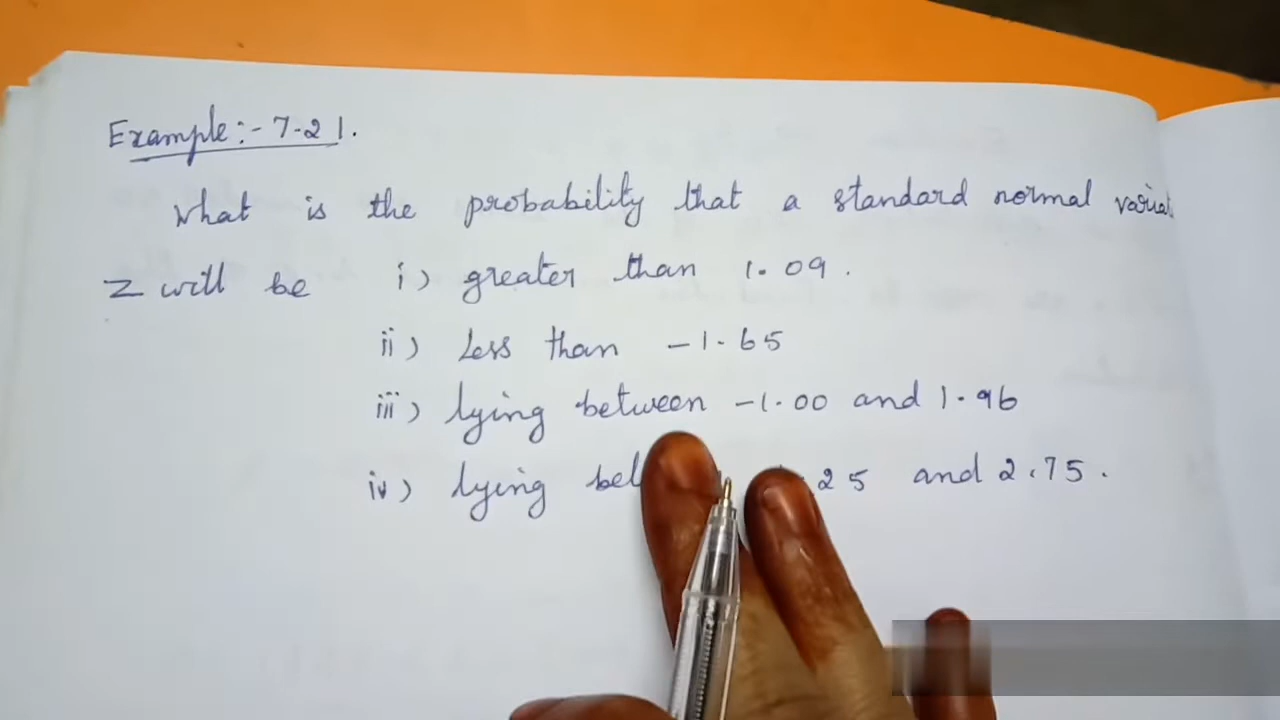 Example:- 7.21.
What is the probability that a standard normal
Z will be i) greater than 1.09.
ii) Less than -1.65
iii) lying between -1.00 and 1.96
iv) lying 25 and 2.75.